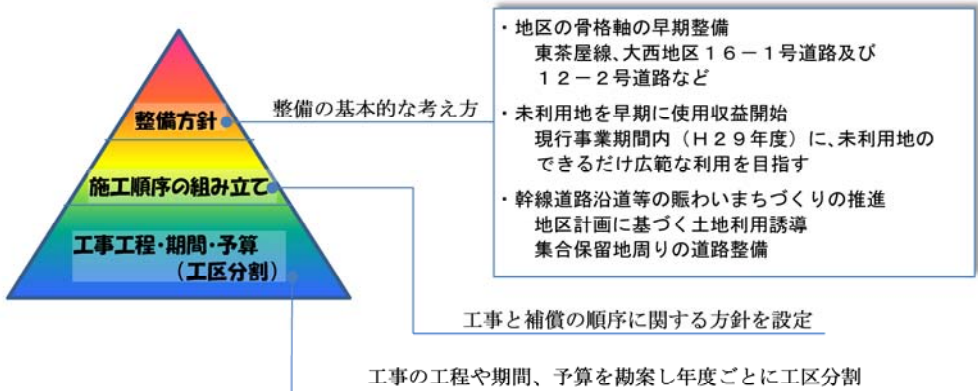 整備方針
施工順序の組み立て
工事工程・期間・予算
（工区分割）
整備の基本的な考え方
・地区の骨格軸の早期整備
東茶屋線、大西地区１６－１号道路及び
１２－２号道路など
・未利用地を早期に使用収益開始
現行事業期間内（Ｈ２９年度）に、未利用地の
できるだけ広範な利用を目指す
・幹線道路沿道等の賑わいまちづくりの推進
地区計画に基づく土地利用誘導
集合保留地周りの道路整備
工事と補償の順序に関する方針を設定
工事の工程や期間、予算を勘案し年度ごとに工区分割